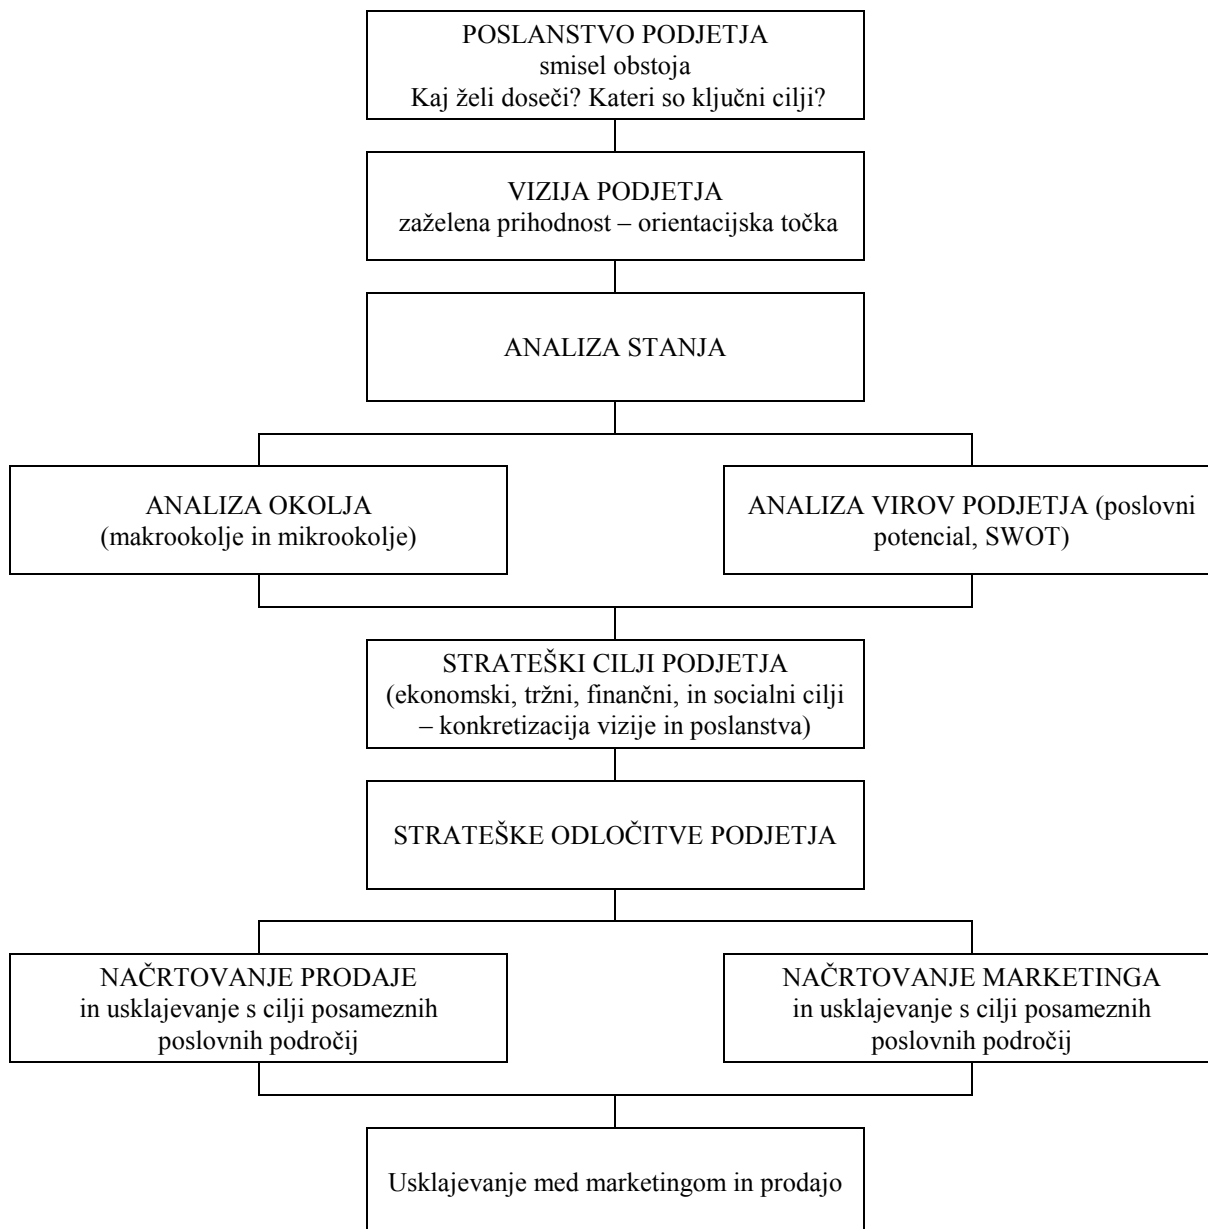 POSLANSTVO PODJETJA
smisel obstoja
Kaj želi doseči? Kateri so ključni cilji?
VIZIJA PODJETJA
zaželena prihodnost – orientacijska točka
ANALIZA STANJA
ANALIZA OKOLJA
(makrookolje in mikrookolje)
ANALIZA VIROV PODJETJA (poslovni
potencial, SWOT)
STRATEŠKI CILJI PODJETJA
(ekonomski, tržni, finančni, in socialni cilji
– konkretizacija vizije in poslanstva)
STRATEŠKE ODLOČITVE PODJETJA
NAČRTOVANJE PRODAJE
in usklajevanje s cilji posameznih
poslovnih področij
NAČRTOVANJE MARKETINGA
in usklajevanje s cilji posameznih
poslovnih področij
Usklajevanje med marketingom in prodajo